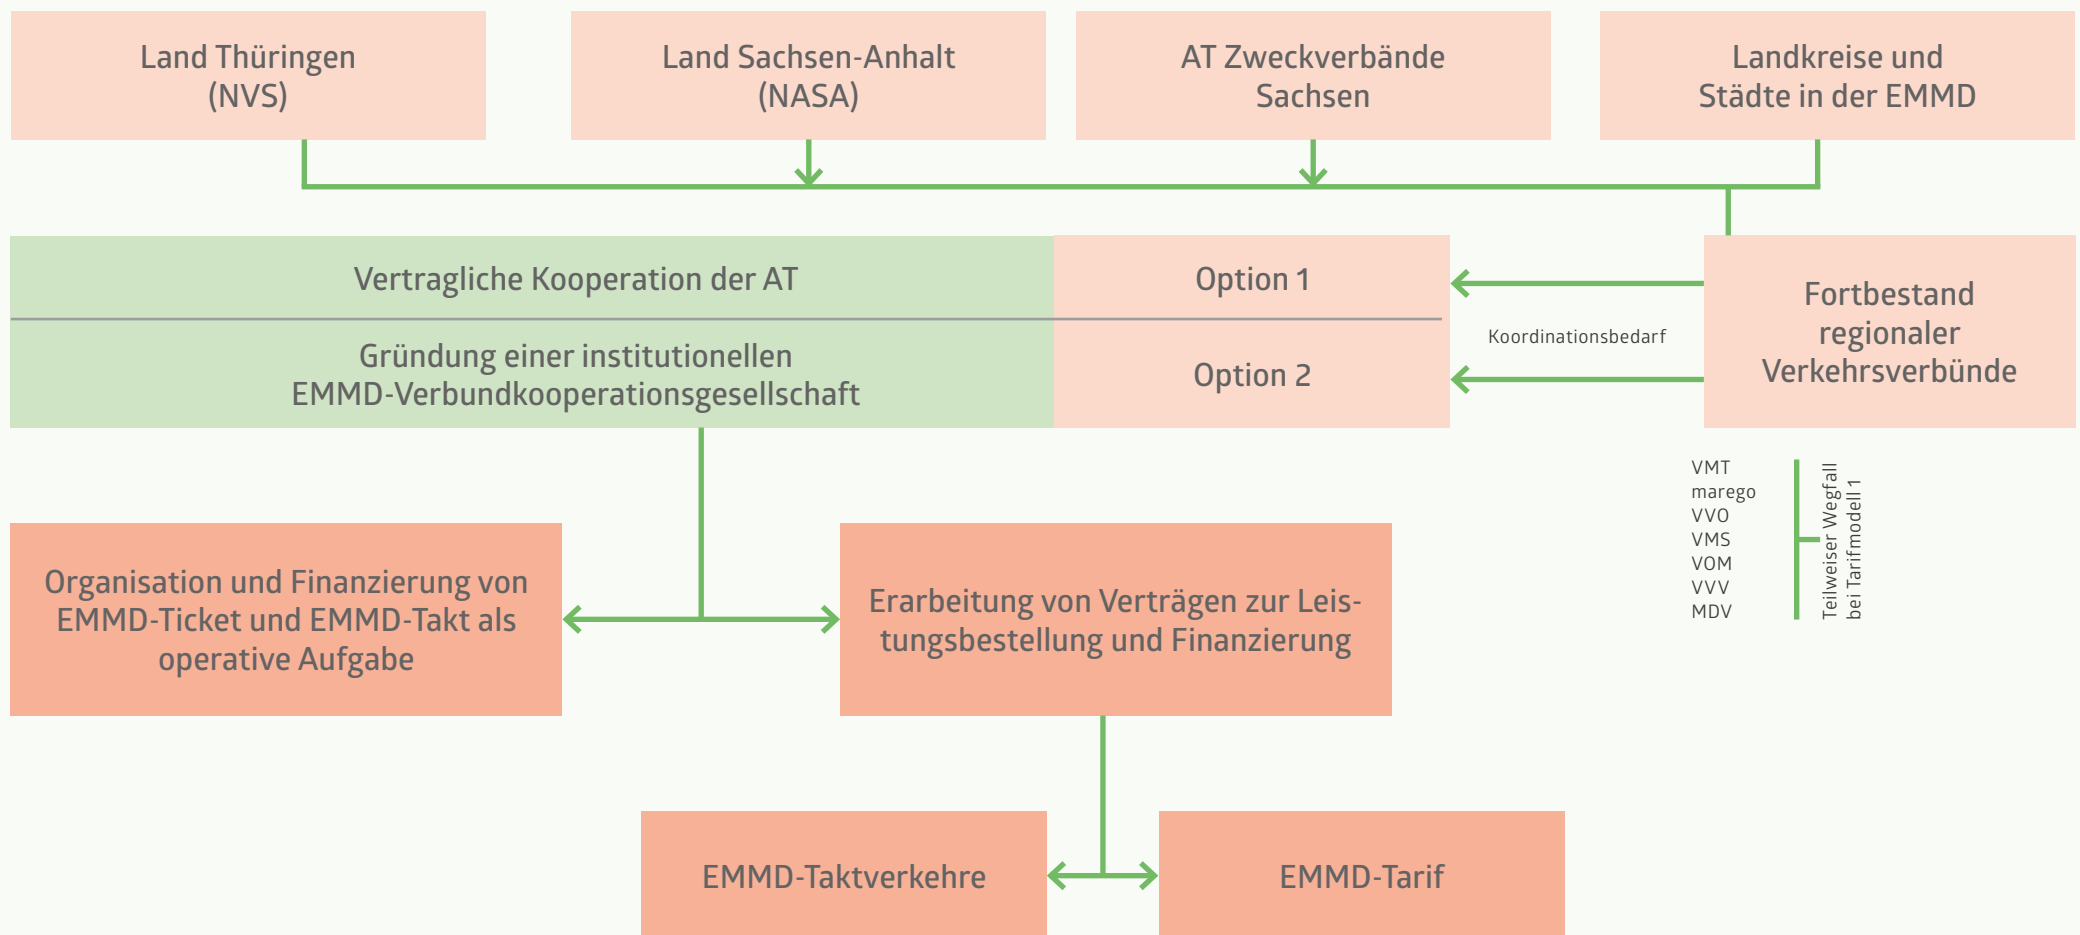 Land Thüringen
(NVS)
Land Sachsen-Anhalt
(NASA)
AT Zweckverbände
Sachsen
Landkreise und
Städte in der EMMD
Vertragliche Kooperation der AT
Option 1
Gründung einer institutionellen
EMMD-Verbundkooperationsgesellschaft
Option 2
Koordinationsbedarf
Fortbestand
regionaler
Verkehrsverbünde
VMT
marego
VVO
VMS
VOM
VVV
MDV
Teilweiser Wegfall
bei Tarifmodell 1
Organisation und Finanzierung von
EMMD-Ticket und EMMD-Takt als
operative Aufgabe
Erarbeitung von Verträgen zur Leis-
tungsbestellung und Finanzierung
EMMD-Taktverkehre
EMMD-Tarif